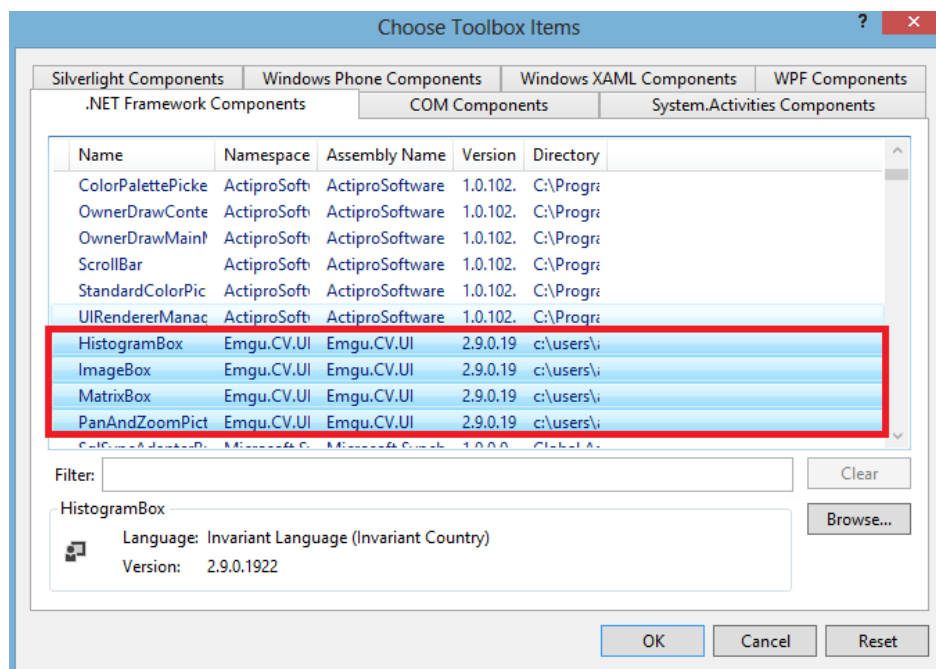 Choose Toolbox Items
?
Silverlight Components Windows Phone Components Windows XAML Components WPF Components
.NET Framework Components COM Components System.Activities Components
Name Namespace Assembly Name Version Directory
ColorPalettePicke ActiproSoft ActiproSoftware 1.0.102. C:\Progra
OwnerDrawConte ActiproSoft ActiproSoftware 1.0.102. C:\Progra
OwnerDrawMain ActiproSoft ActiproSoftware 1.0.102. C:\Progra
ScrollBar ActiproSoft ActiproSoftware 1.0.102. C:\Progra
StandardColorPic ActiproSoft ActiproSoftware 1.0.102. C:\Progra
UIRendererManag ActiproSoft ActiproSoftware 1.0.102. C:\Progra
HistogramBox Emgu.CV.UI Emgu.CV.UI 2.9.0.19 c:\users\
ImageBox Emgu.CV.UI Emgu.CV.UI 2.9.0.19 c:\users\
MatrixBox Emgu.CV.UI Emgu.CV.UI 2.9.0.19 c:\users\
PanAndZoomPict Emgu.CV.UI Emgu.CV.UI 2.9.0.19 c:\users\
Filter:
Clear
HistogramBox
Browse...
Language: Invariant Language (Invariant Country)
Version: 2.9.0.1922
OK Cancel Reset